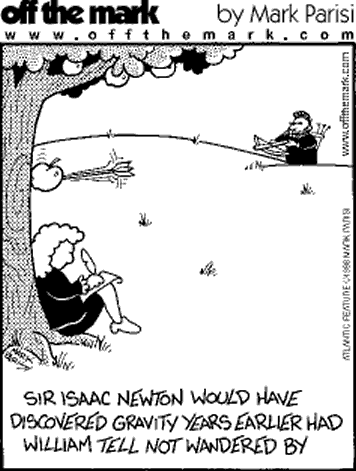 off the mark by Mark Parisi
www.offthemark.com
www.offthemark.com
ATLANTIC FEATURE ©1998 MARK PARISI
SIR ISAAC NEWTON WOULD HAVE
DISCOVERED GRAVITY YEARS EARLIER HAD
WILLIAM TELL NOT WANDERED BY